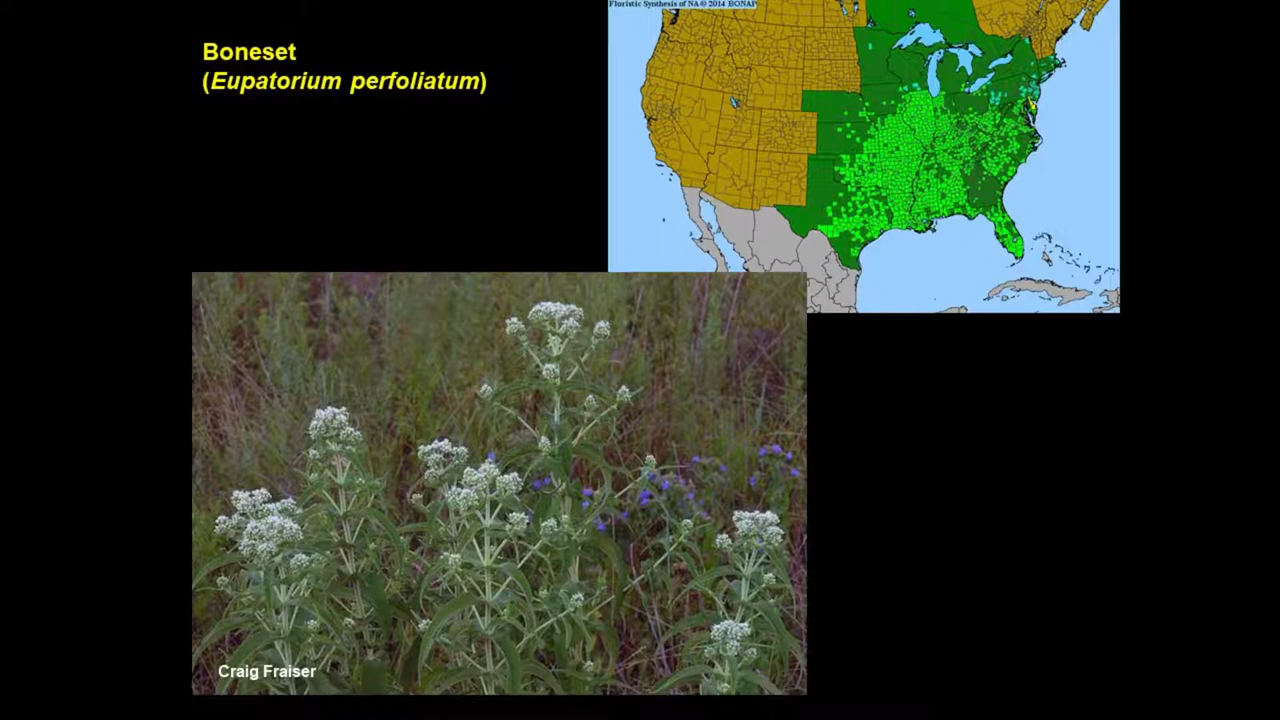 Floristic Synthesis of NA © 2014 BONAP
Boneset
(Eupatorium perfoliatum)
Craig Fraiser